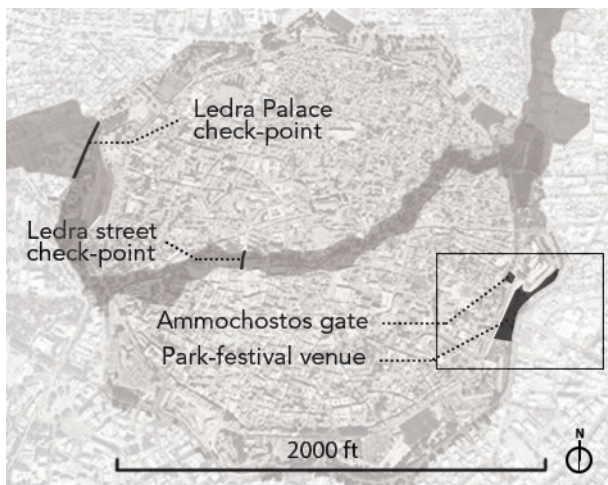 Ledra Palace
check-point
Ledra street
check-point
Ammochostos gate
Park-festival venue
2000 ft
N